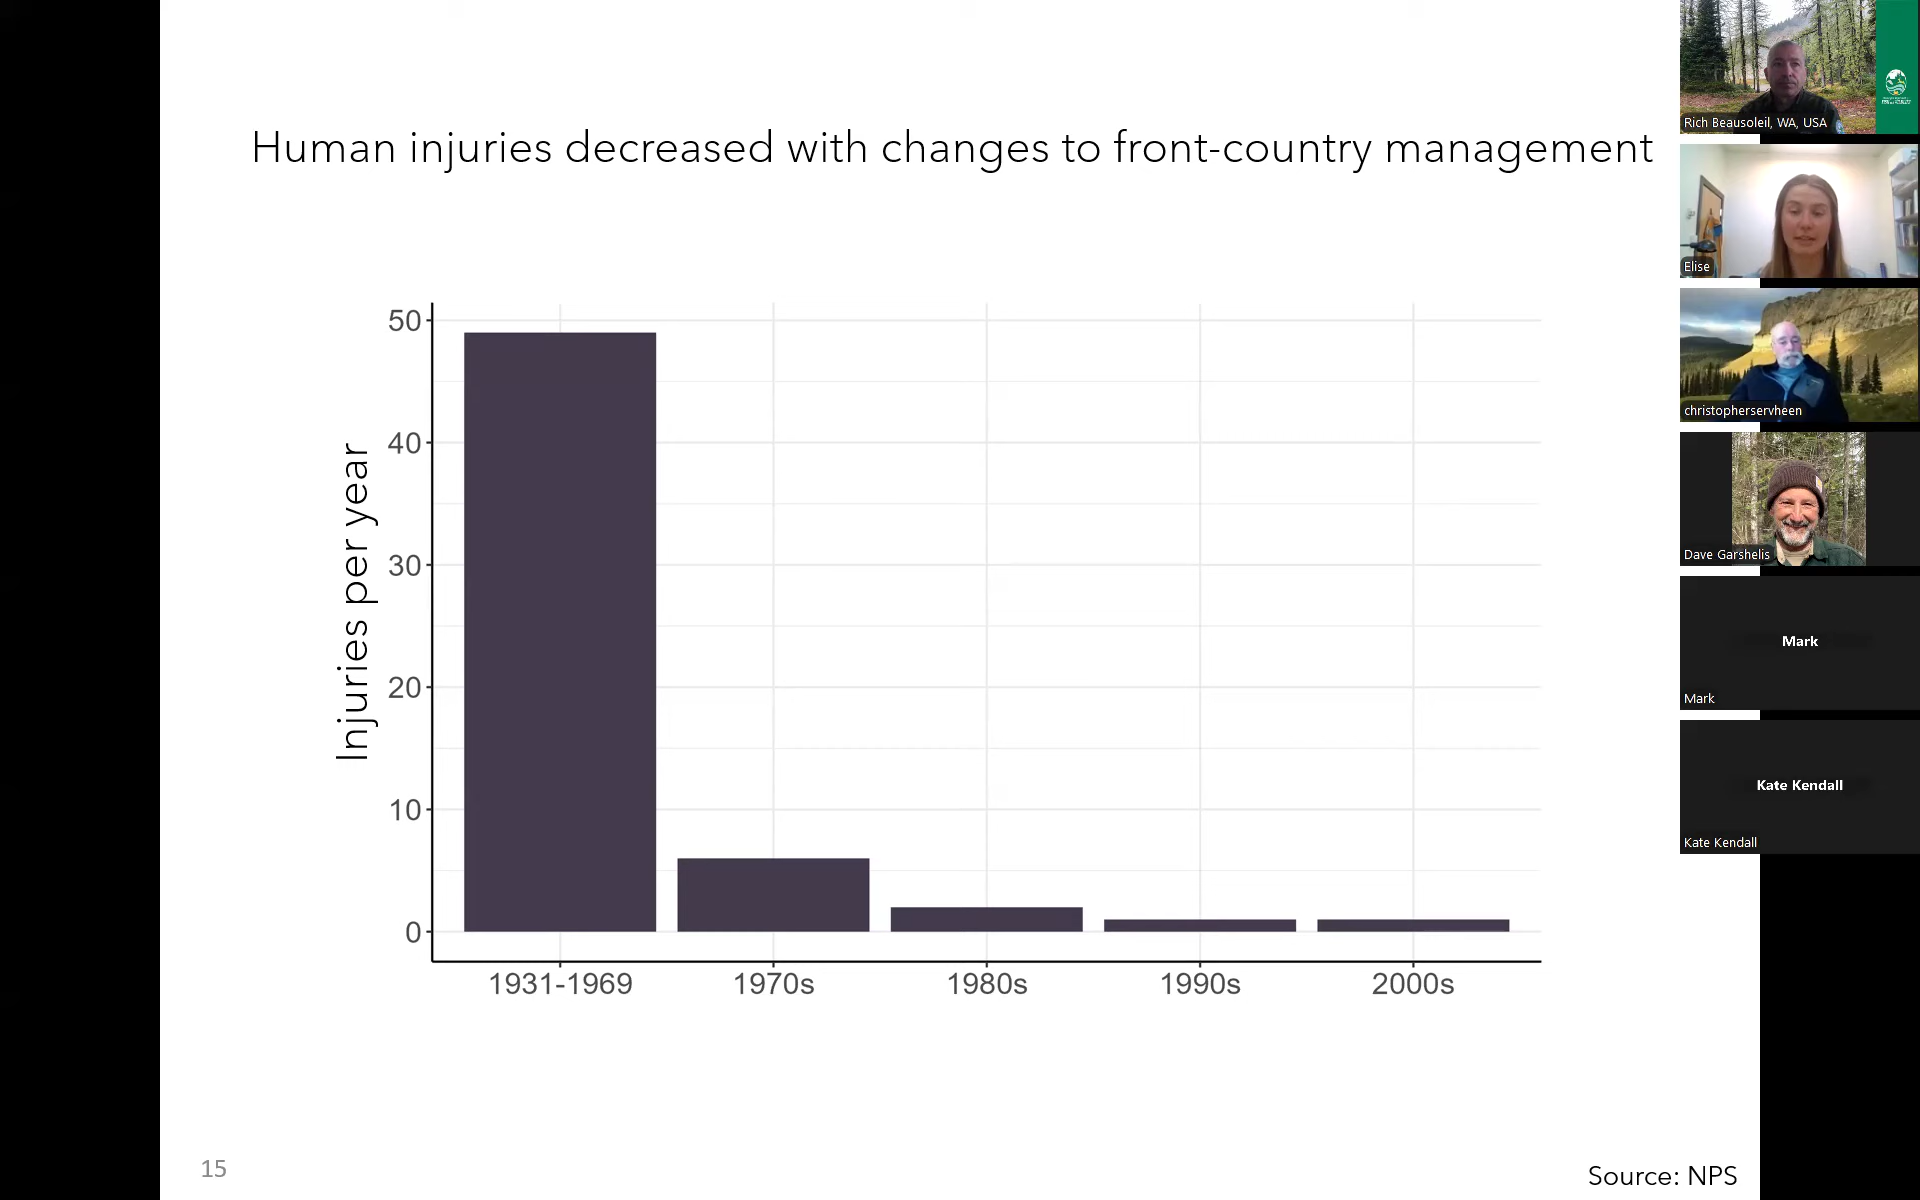 Human injuries decreased with changes to front-country management
Injuries per year
50
40
30
20
10
0
1931-1969
1970s
1980s
1990s
2000s
15
Source: NPS
Rich Beausoleil, WA, USA
Elise
christopherservheen
Dave Garshelis
Mark
Mark
Kate Kendall
Kate Kendall